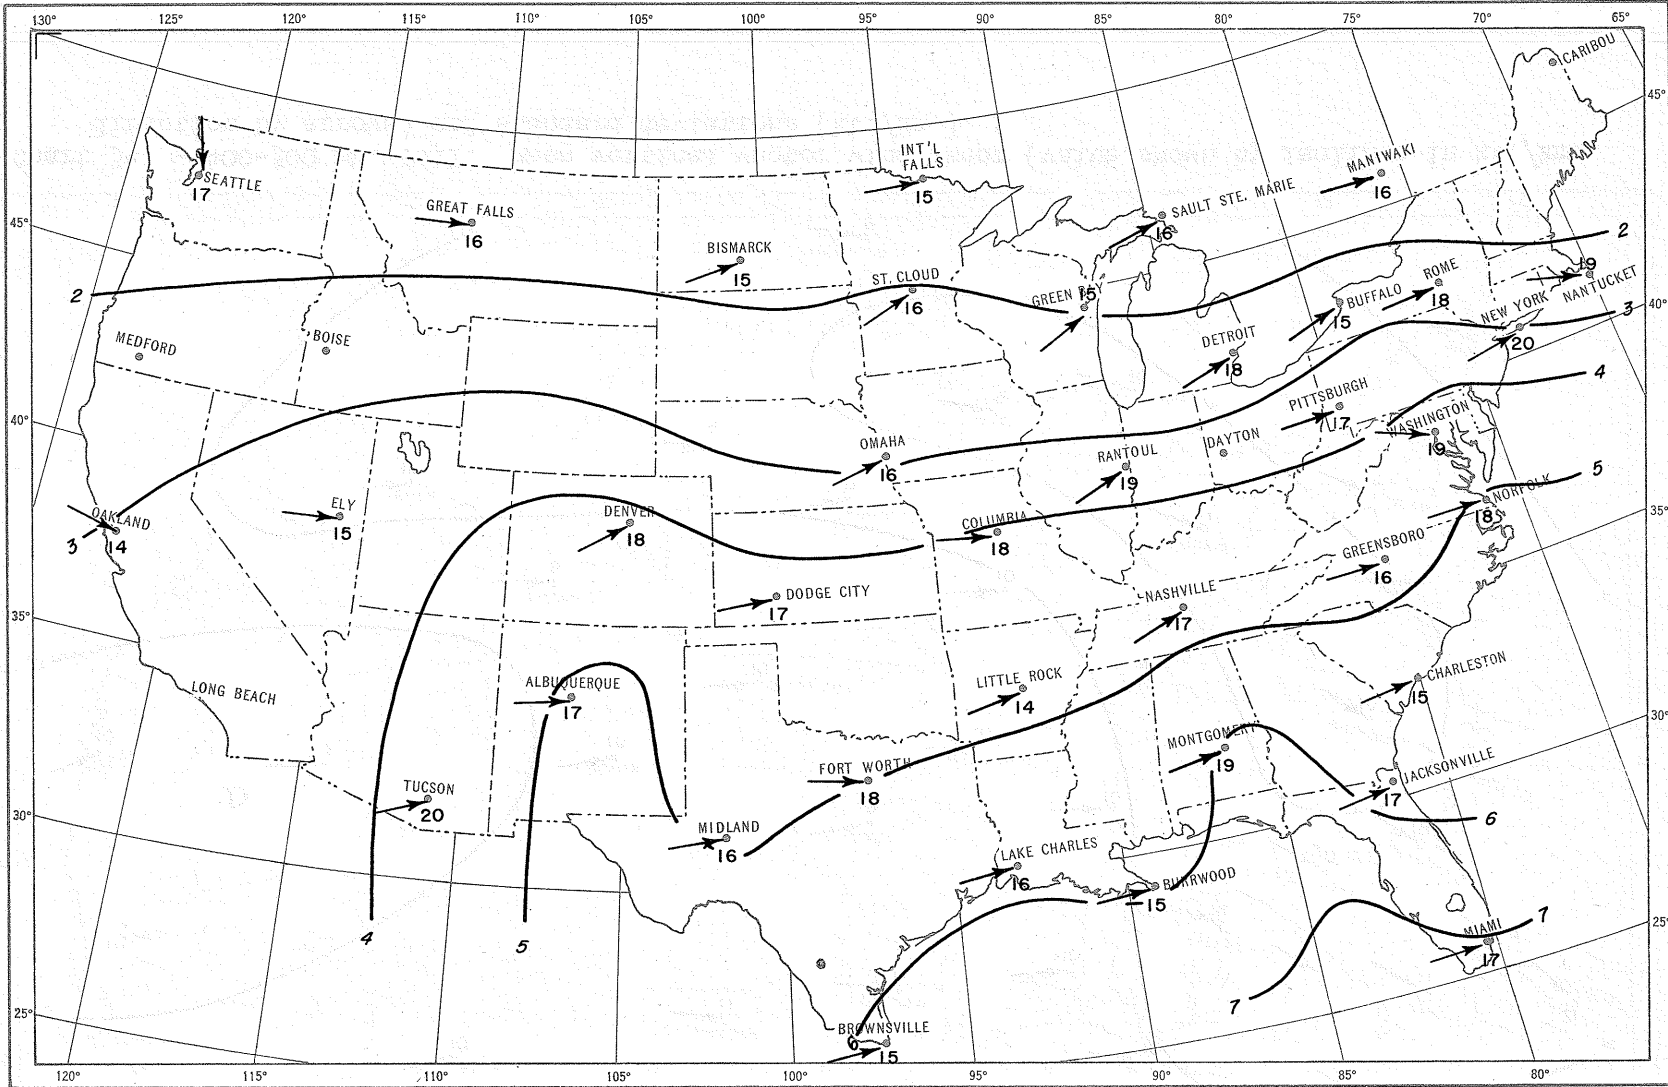 130° 125° 120° 115° 110° 105° 100° 95° 90° 85° 80° 75° 70° 65°
CARIBOU
45°
INT'L
FALLS
15
MANIWAKI
16
SEATTLE
17
SAULT STE. MARIE
16
GREAT FALLS
16
45°
2
BISMARCK
15
ST. CLOUD
16
GREEN BAY
15
ROME
18
19
NANTUCKET
2
BUFFALO
15
NEW YORK
20
40°
3
MEDFORD
BOISE
DETROIT
18
4
PITTSBURGH
17
WASHINGTON
19
40°
OMAHA
16
RANTOUL
19
DAYTON
5
NORFOLK
18
OAKLAND
14
3
ELY
15
DENVER
18
COLUMBIA
18
35°
GREENSBORO
16
DODGE CITY
17
NASHVILLE
17
35°
LONG BEACH
ALBUQUERQUE
17
LITTLE ROCK
14
CHARLESTON
15
30°
MONTGOMERY
19
FORT WORTH
18
JACKSONVILLE
17
TUCSON
20
30°
6
MIDLAND
16
LAKE CHARLES
16
BURRWOOD
15
4
5
7
25°
MIAMI
17
7
25°
BROWNSVILLE
6
15
120° 115° 110° 105° 100° 95° 90° 85° 80°